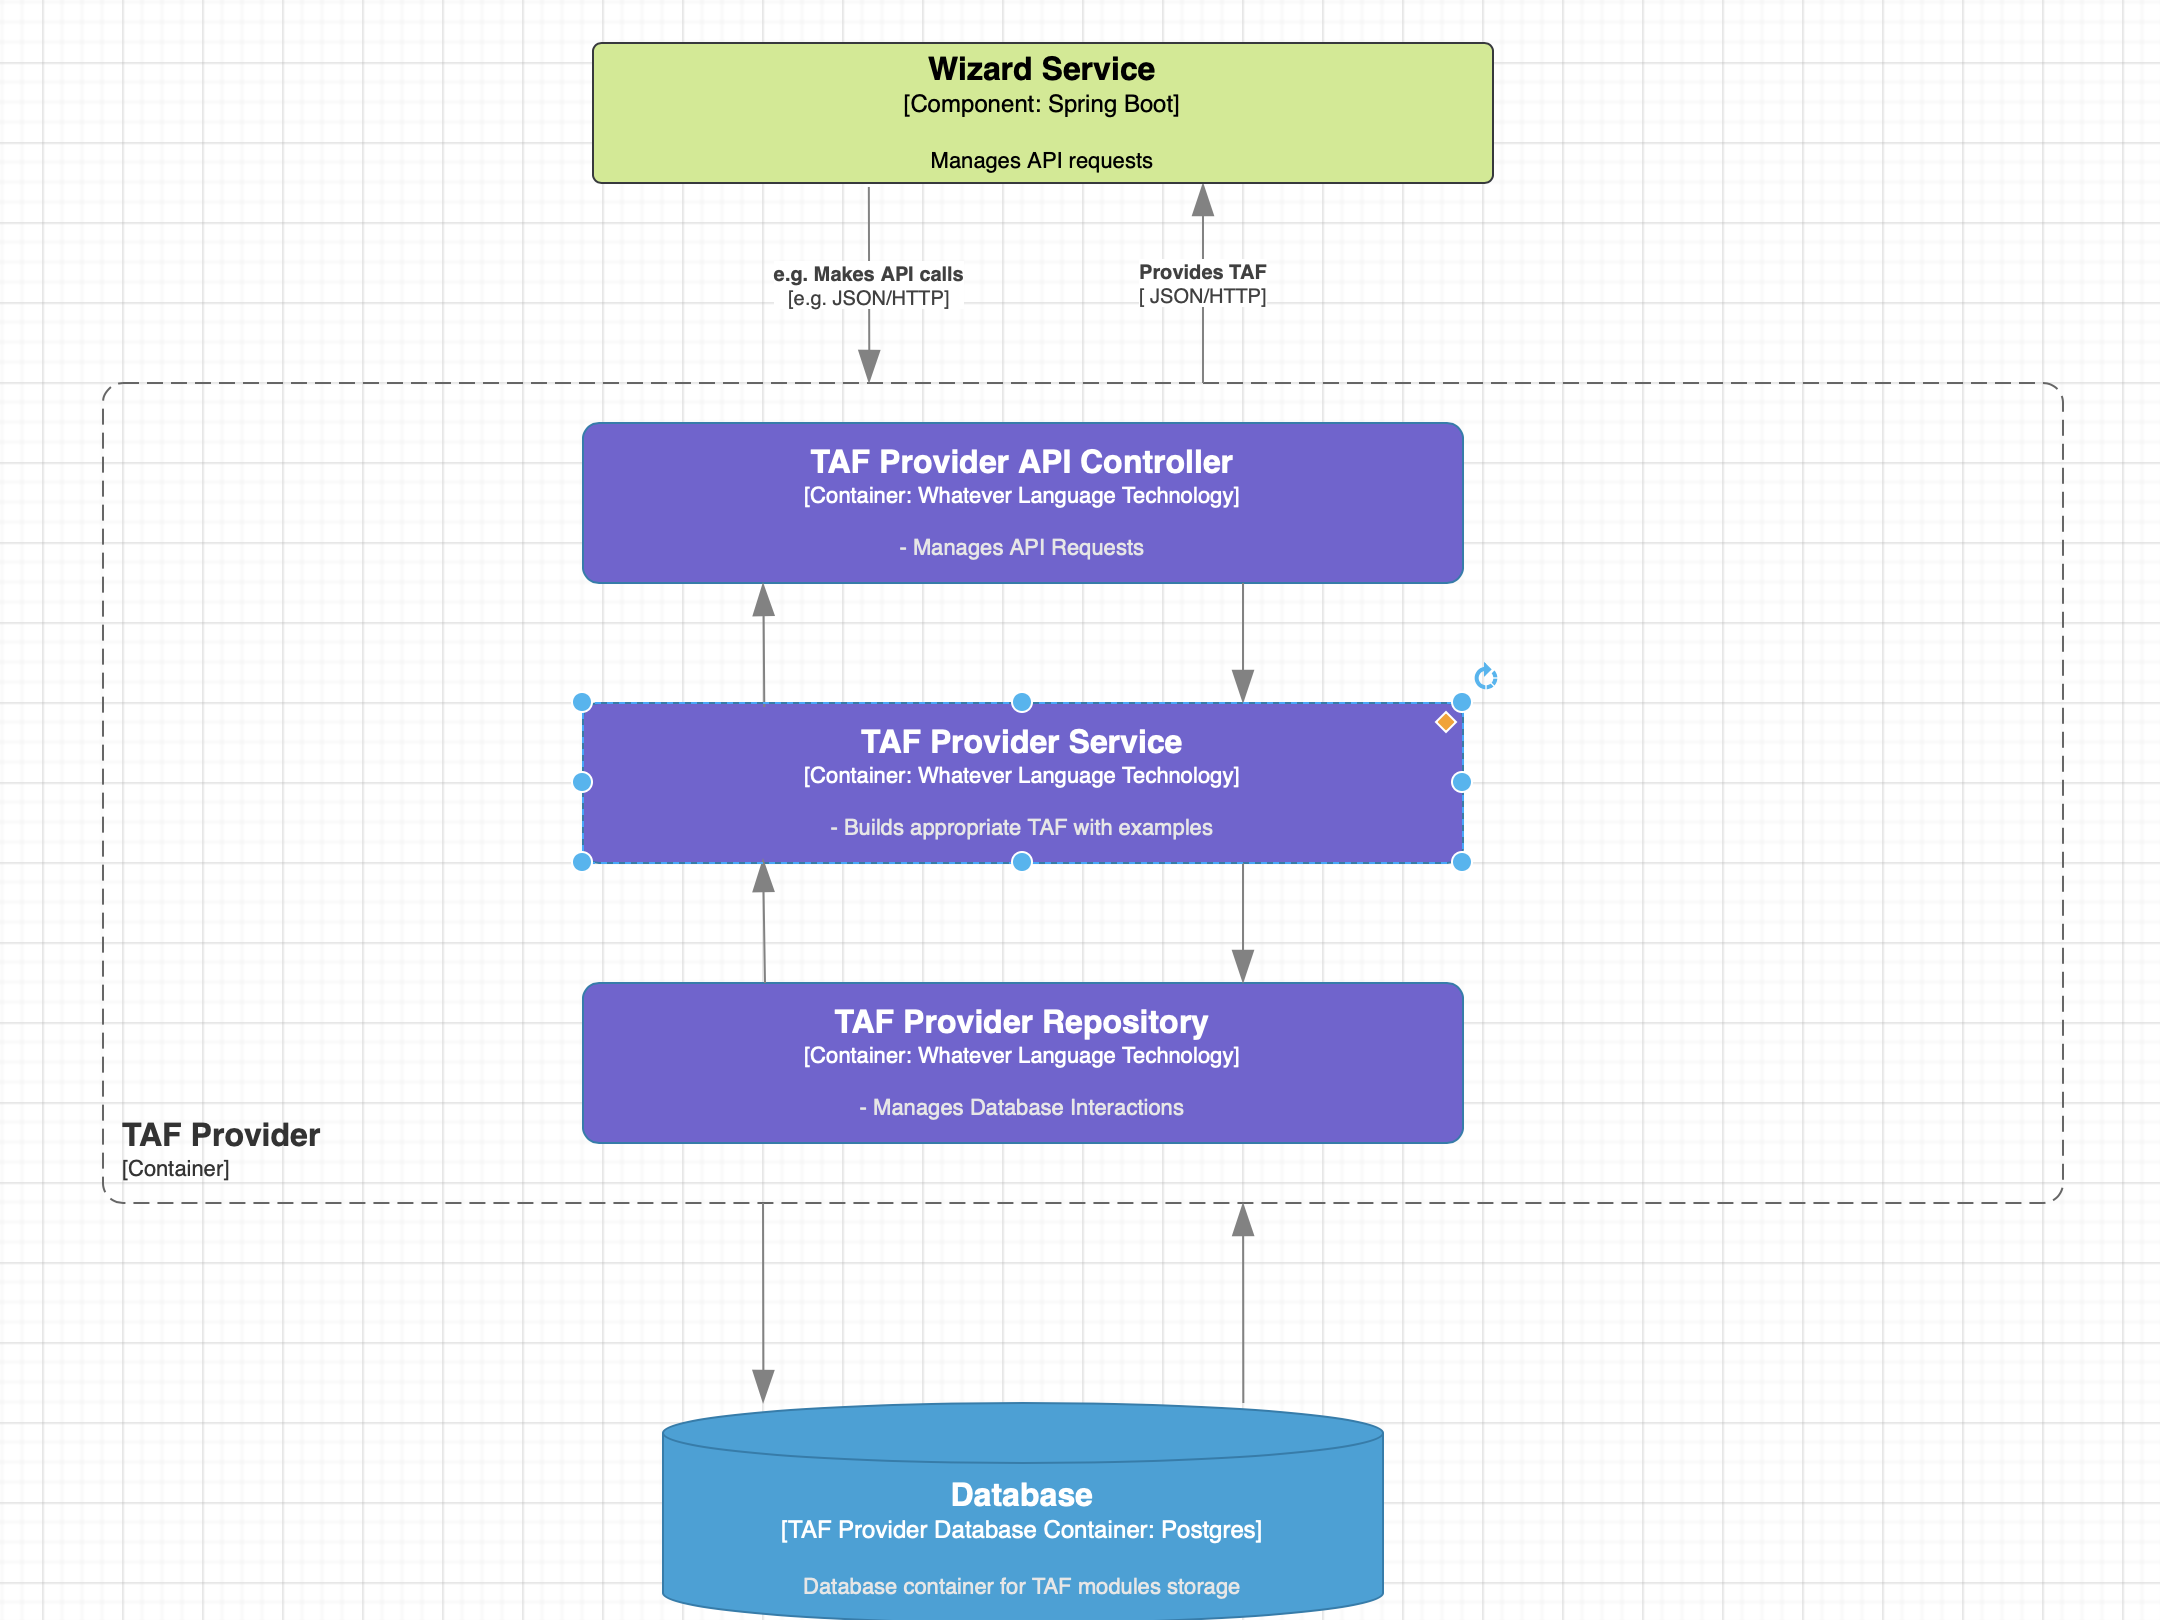 Wizard Service
[Component: Spring Boot]
Manages API requests
e.g. Makes API calls
[e.g. JSON/HTTP]
Provides TAF
[ JSON/HTTP]
TAF Provider API Controller
[Container: Whatever Language Technology]
- Manages API Requests
TAF Provider Service
[Container: Whatever Language Technology]
- Builds appropriate TAF with examples
TAF Provider Repository
[Container: Whatever Language Technology]
- Manages Database Interactions
TAF Provider
[Container]
Database
[TAF Provider Database Container: Postgres]
Database container for TAF modules storage